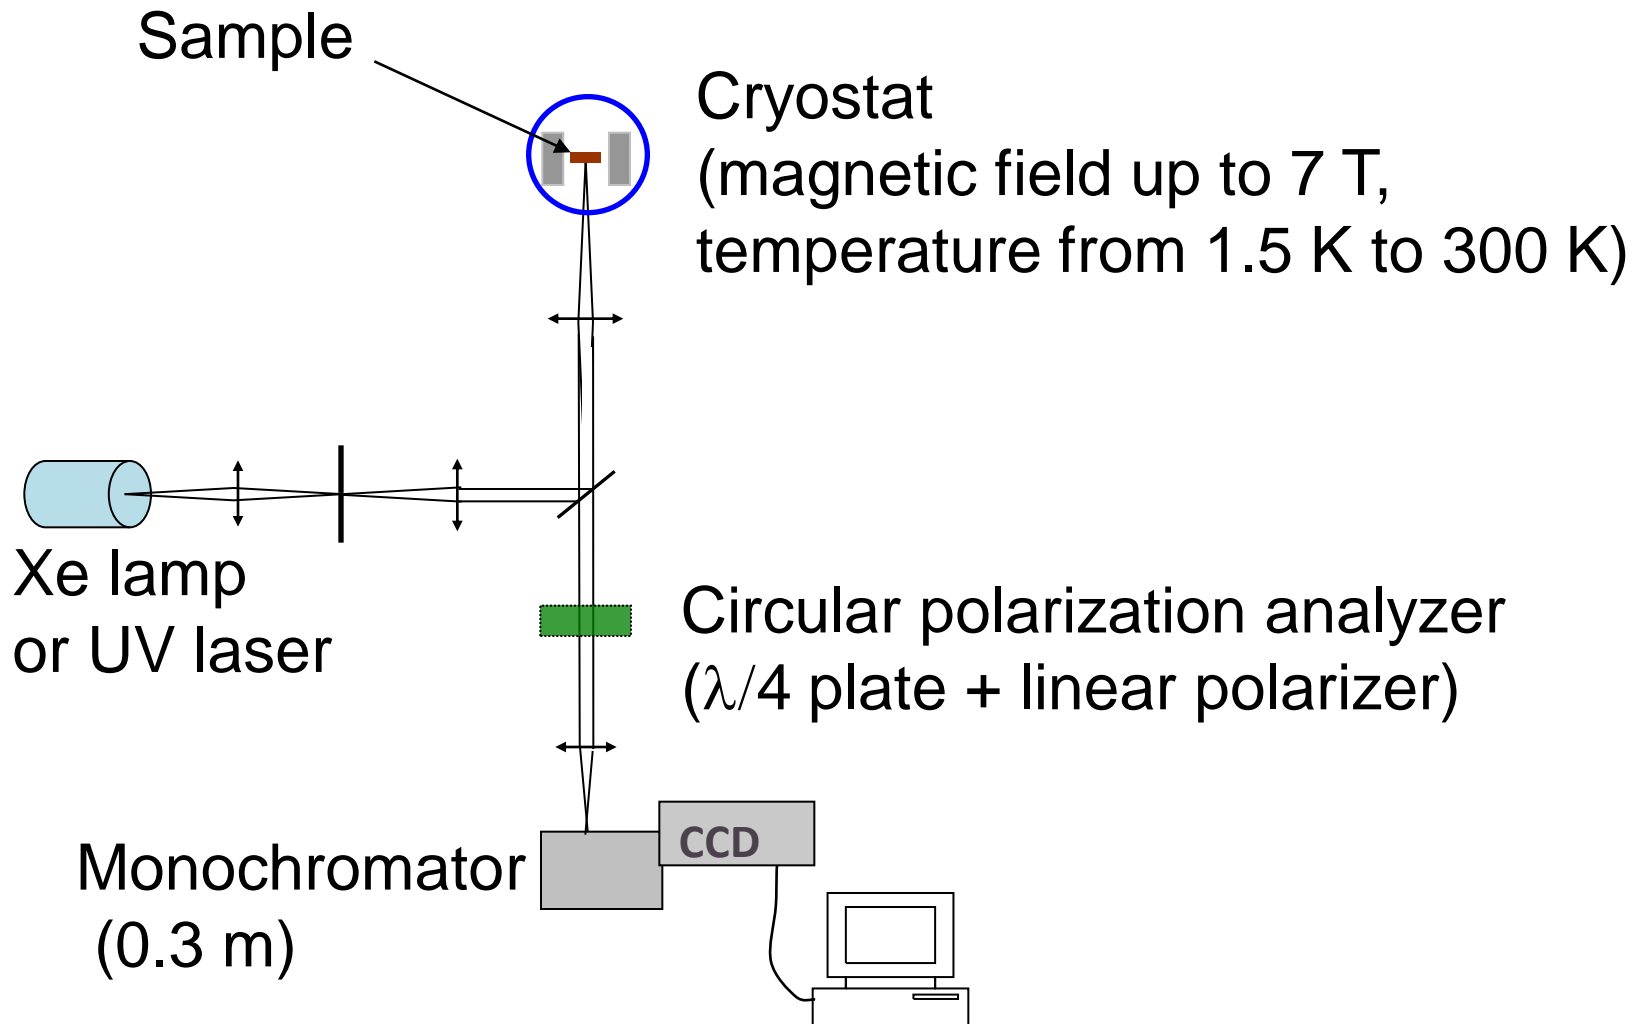 Sample
Cryostat
(magnetic field up to 7 T,
temperature from 1.5 K to 300 K)
Xe lamp
or UV laser
Circular polarization analyzer
(λ/4 plate + linear polarizer)
CCD
Monochromator
(0.3 m)